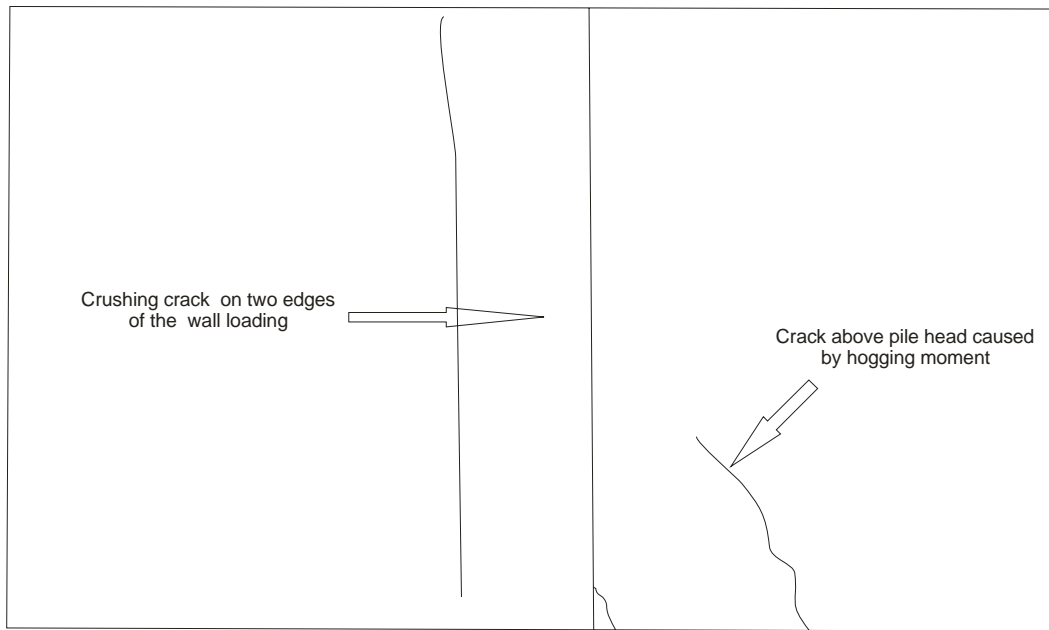 Crushing crack  on two edges
of the  wall loading
Crack above pile head caused
by hogging moment